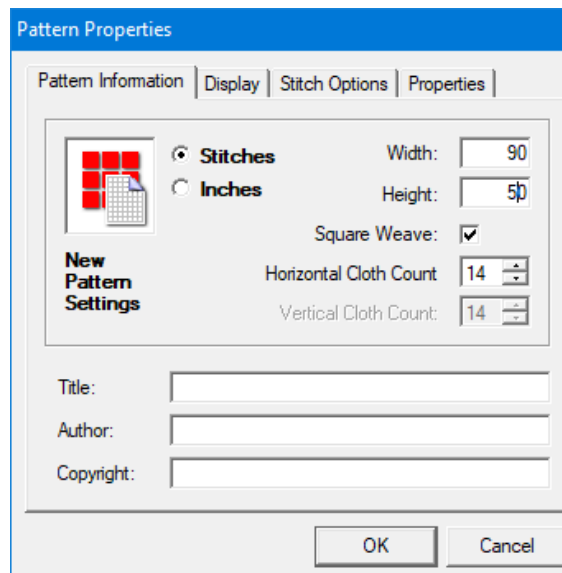 Pattern Properties
Pattern Information Display Stitch Options Properties
Stitches Width: 90
Inches Height: 50
Square Weave:
New Pattern Settings
Horizontal Cloth Count 14
Vertical Cloth Count: 14
Title:
Author:
Copyright:
OK Cancel